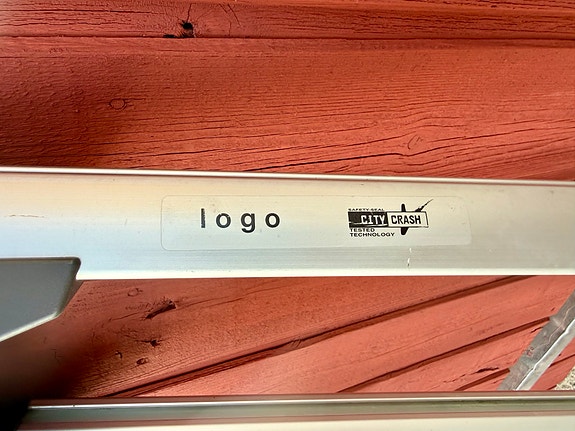 logo
SAFETY SEAL
CITY CRASH
TESTED
TECHNOLOGY